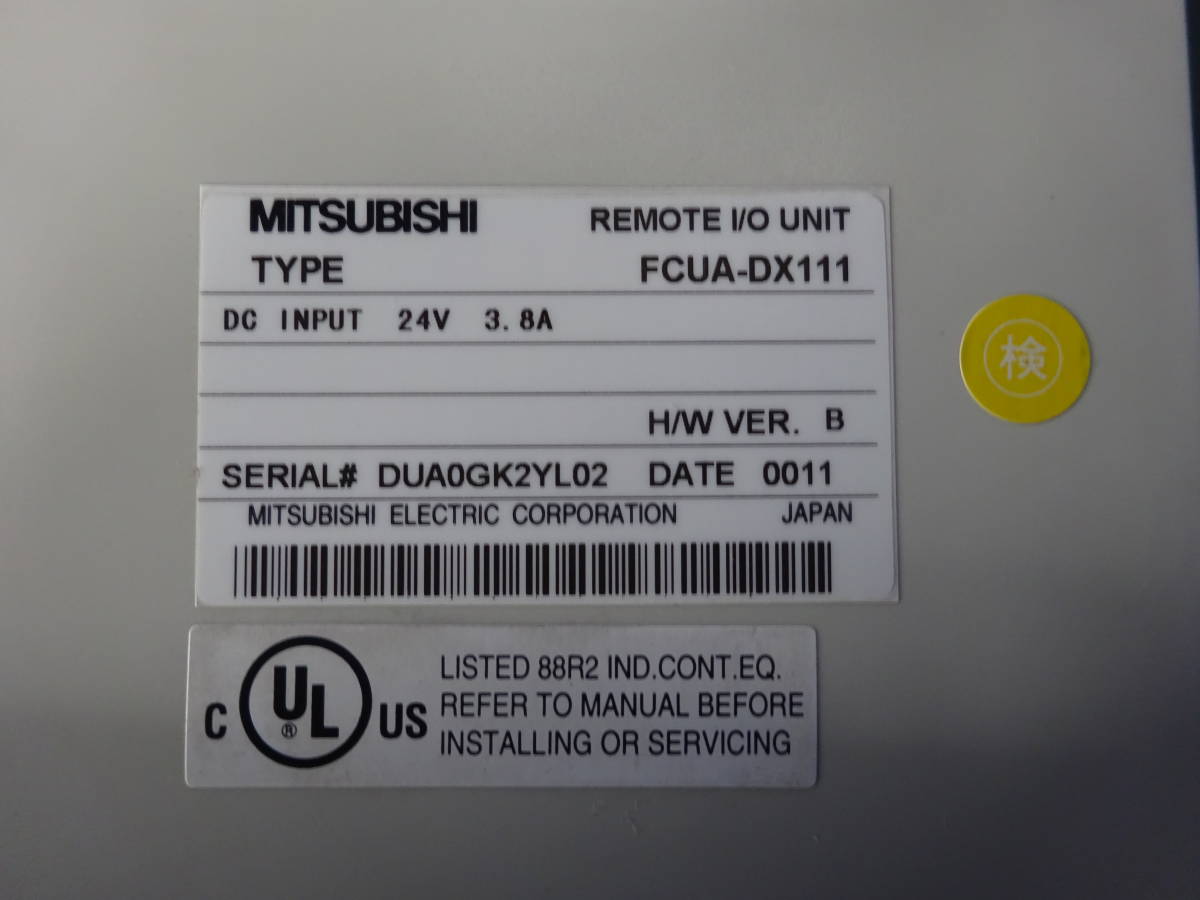 MITSUBISHI REMOTE I/O UNIT
TYPE FCUA-DX111
DC INPUT 24V 3.8A
H/W VER. B
SERIAL# DUA0GK2YL02 DATE 0011
MITSUBISHI ELECTRIC CORPORATION JAPAN
検
C UL® US
LISTED 88R2 IND.CONT.EQ.
REFER TO MANUAL BEFORE
INSTALLING OR SERVICING